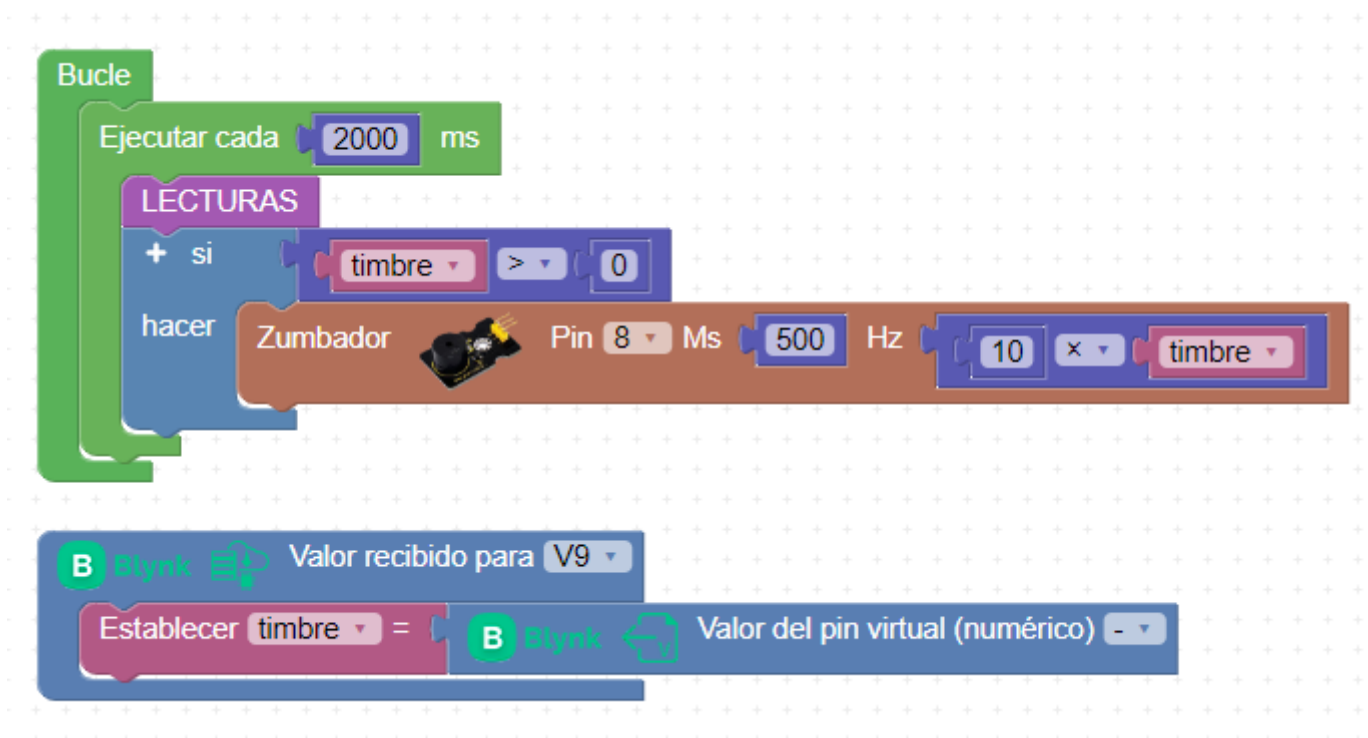 Bucle
Ejecutar cada 2000 ms
LECTURAS
+ si timbre > 0
hacer Zumbador Pin 8 Ms 500 Hz 10 × timbre
B Blynk Valor recibido para V9
Establecer timbre = B Blynk V Valor del pin virtual (numérico) -